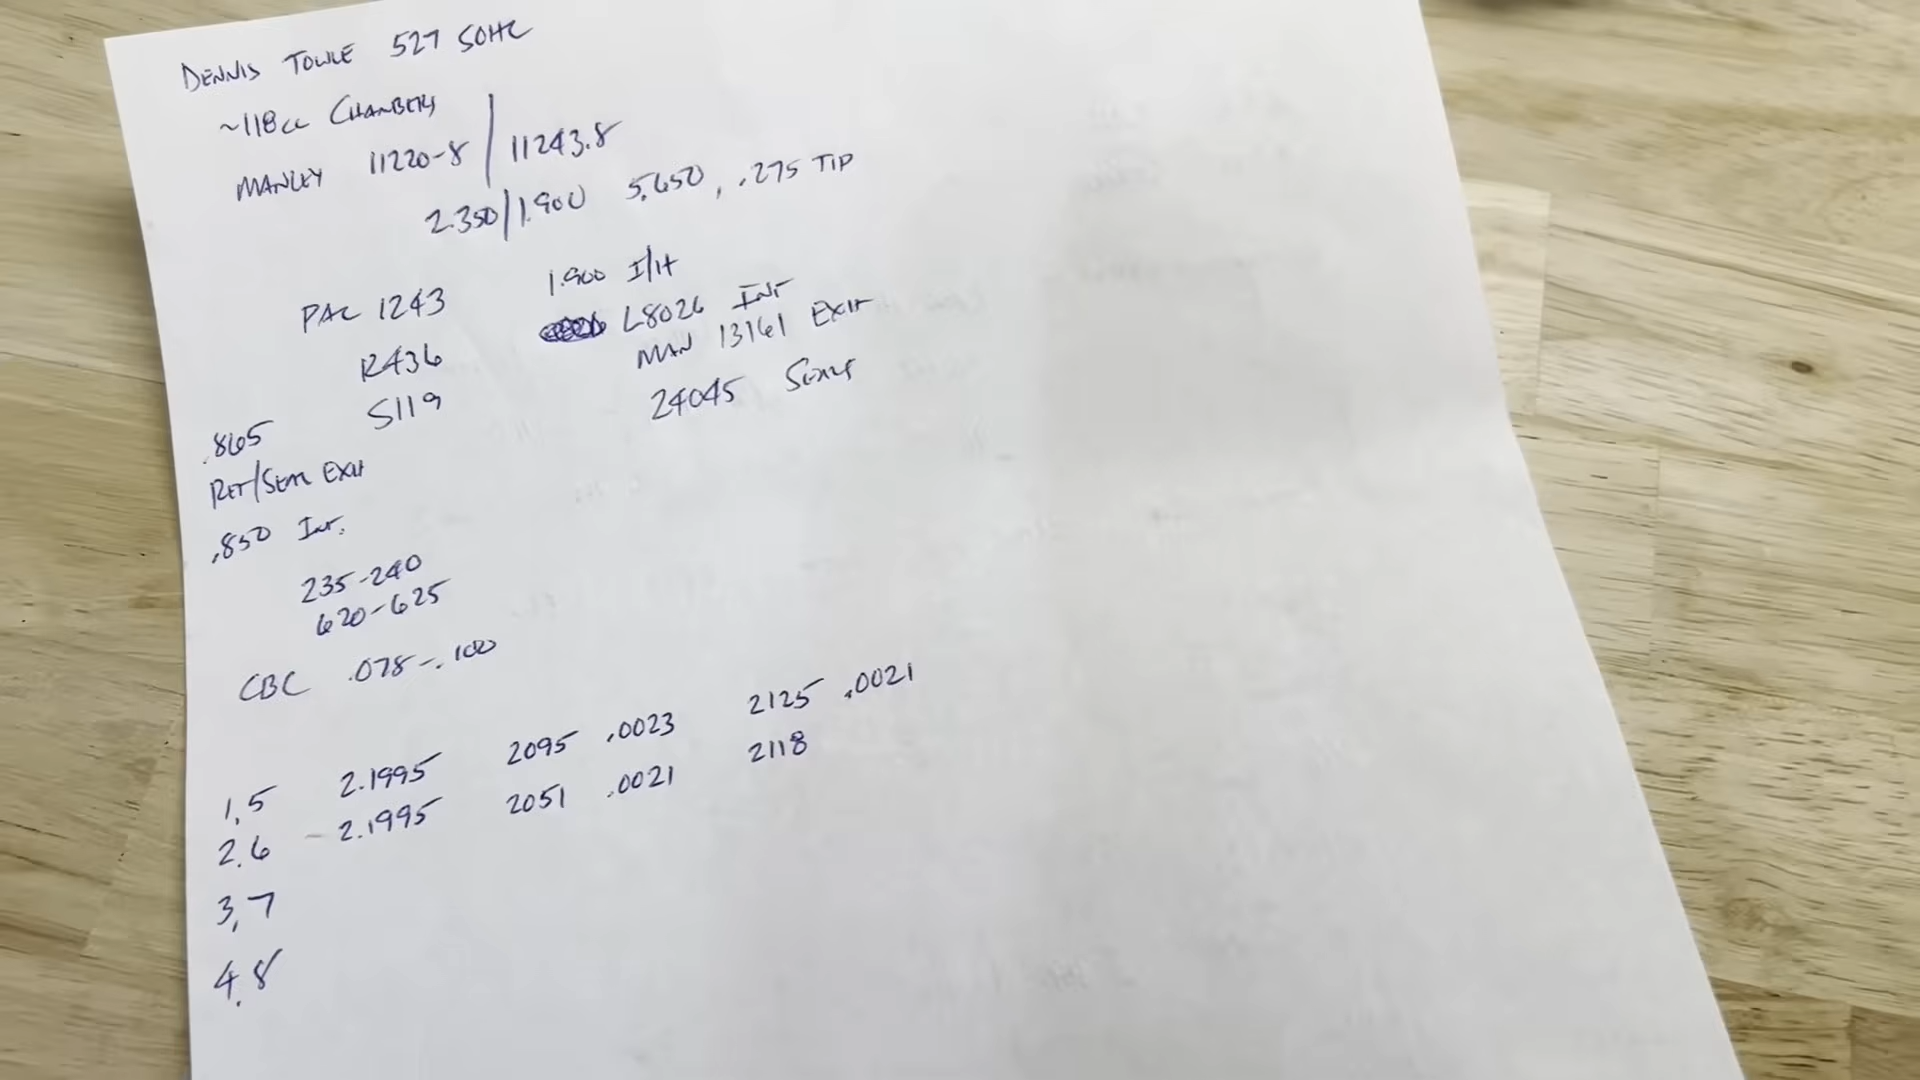 DENNIS TOWLE 527 SOHC
~118cc CHAMBERS
MANLEY 11220-8 / 11243.8
2.350/1.900 5.450, .275 TIP
PAC 1243 1.900 I/H
R436 L8026 INT
S119 MAN 13161 EXH
24045 SEALS
.865
RET/SEAL EXH
.850 INT.
235-240
620-625
CBC .078-.100
1,5 2.1995 2095 .0023 2125 .0021
2.6 - 2.1995 2051 .0021 2118
3,7
4.8